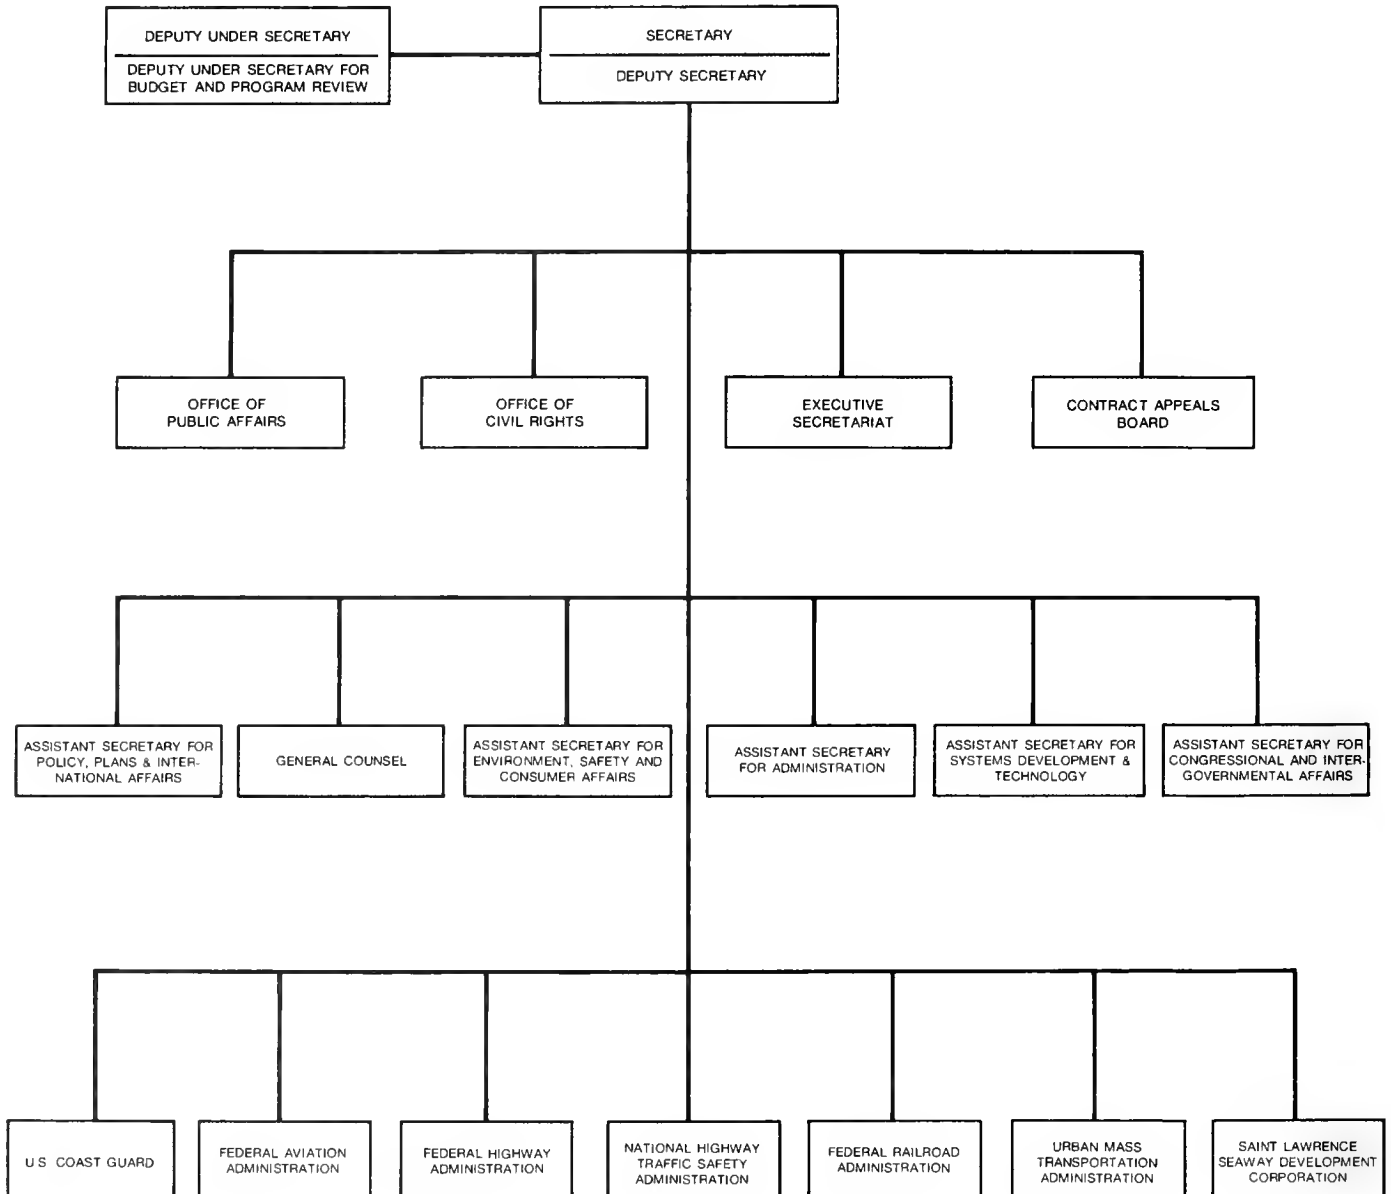 DEPUTY UNDER SECRETARY
DEPUTY UNDER SECRETARY FOR
BUDGET AND PROGRAM REVIEW
SECRETARY
DEPUTY SECRETARY
OFFICE OF
PUBLIC AFFAIRS
OFFICE OF
CIVIL RIGHTS
EXECUTIVE
SECRETARIAT
CONTRACT APPEALS
BOARD
ASSISTANT SECRETARY FOR
POLICY, PLANS & INTER-
NATIONAL AFFAIRS
GENERAL COUNSEL
ASSISTANT SECRETARY FOR
ENVIRONMENT, SAFETY AND
CONSUMER AFFAIRS
ASSISTANT SECRETARY
FOR ADMINISTRATION
ASSISTANT SECRETARY FOR
SYSTEMS DEVELOPMENT &
TECHNOLOGY
ASSISTANT SECRETARY FOR
CONGRESSIONAL AND INTER-
GOVERNMENTAL AFFAIRS
U.S. COAST GUARD
FEDERAL AVIATION
ADMINISTRATION
FEDERAL HIGHWAY
ADMINISTRATION
NATIONAL HIGHWAY
TRAFFIC SAFETY
ADMINISTRATION
FEDERAL RAILROAD
ADMINISTRATION
URBAN MASS
TRANSPORTATION
ADMINISTRATION
SAINT LAWRENCE
SEAWAY DEVELOPMENT
CORPORATION